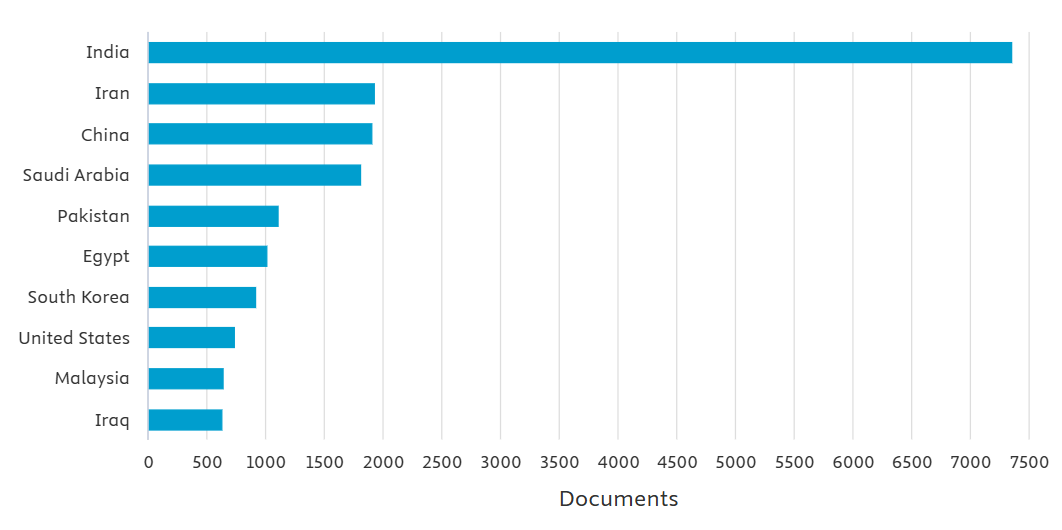 India
Iran
China
Saudi Arabia
Pakistan
Egypt
South Korea
United States
Malaysia
Iraq
0 500 1000 1500 2000 2500 3000 3500 4000 4500 5000 5500 6000 6500 7000 7500
Documents